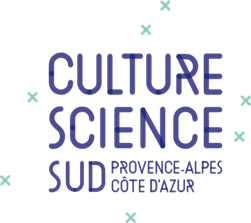 CULTURE
SCIENCE
SUD PROVENCE-ALPES
CÔTE D'AZUR